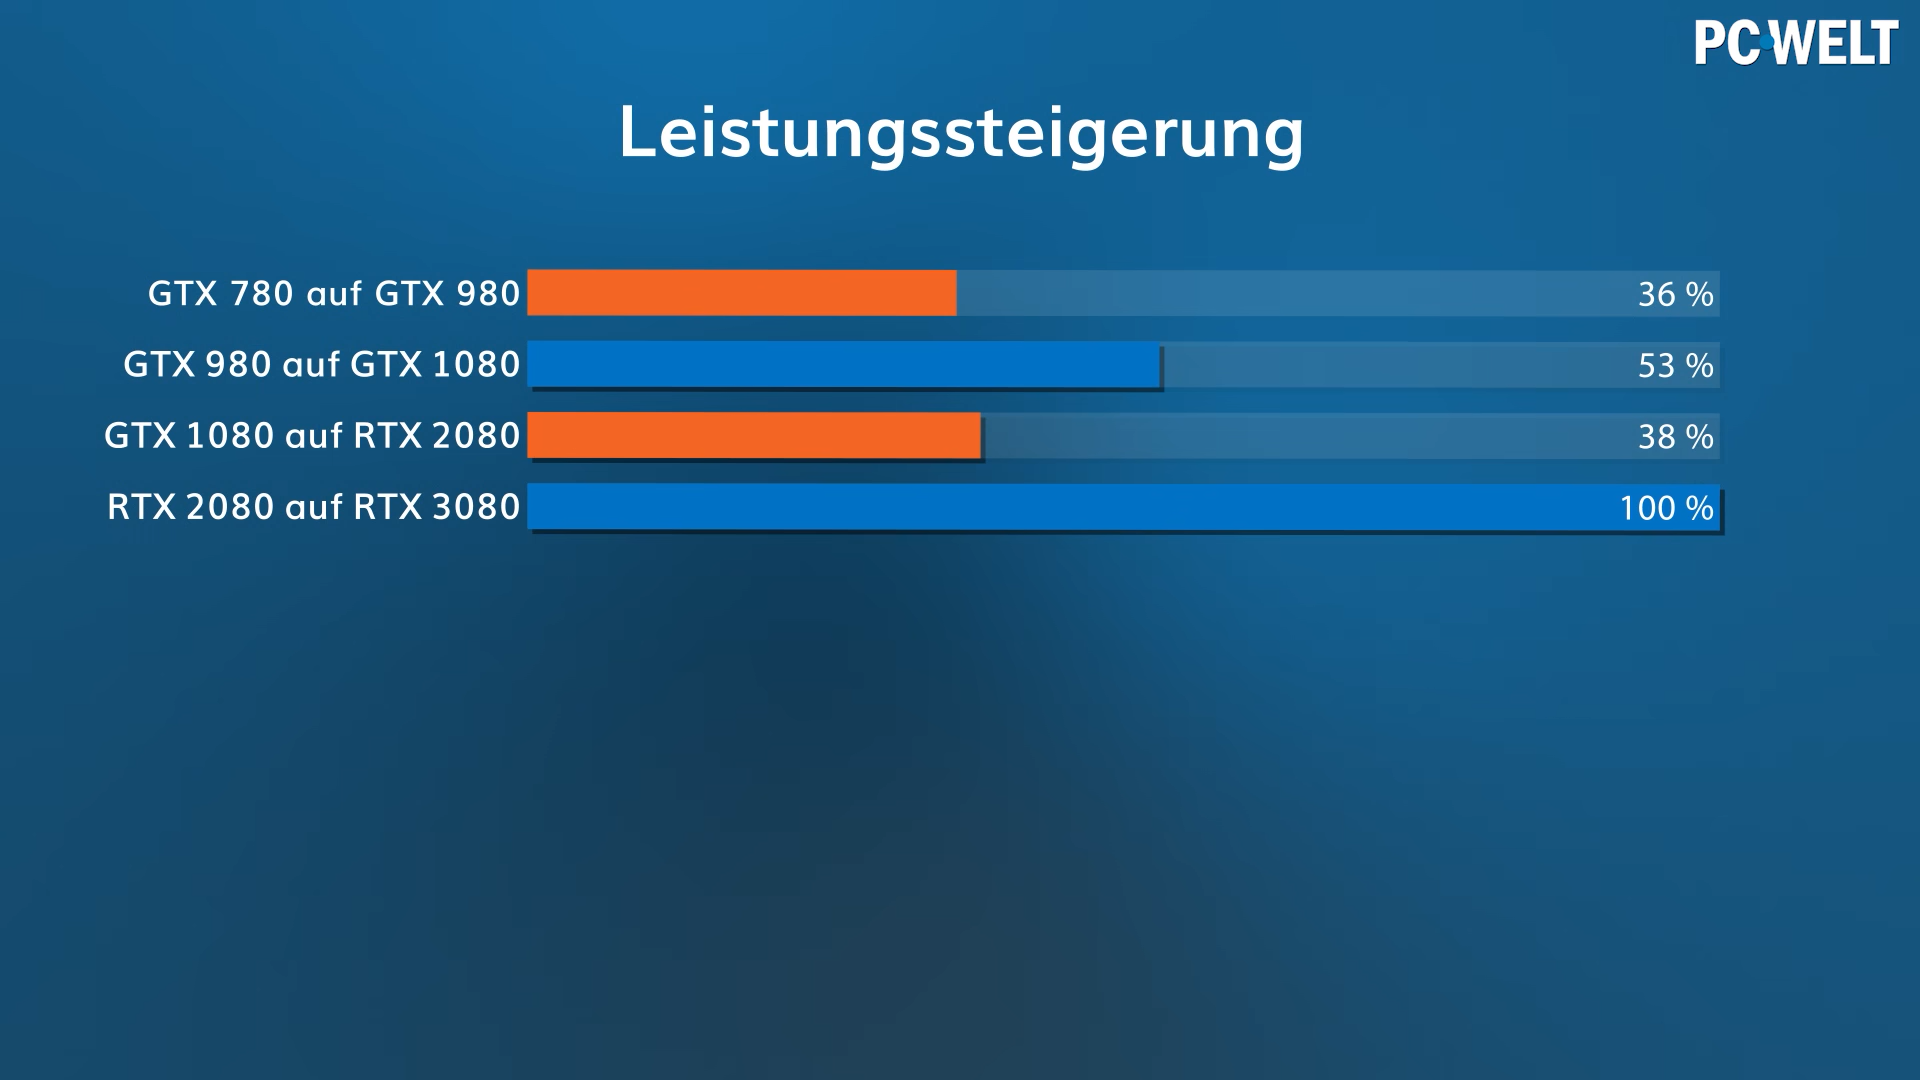 PC WELT
Leistungssteigerung
GTX 780 auf GTX 980 36 %
GTX 980 auf GTX 1080 53 %
GTX 1080 auf RTX 2080 38 %
RTX 2080 auf RTX 3080 100 %